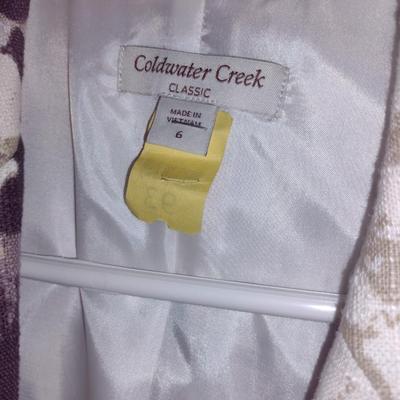 Coldwater Creek
CLASSIC
MADE IN
VIETNAM
6